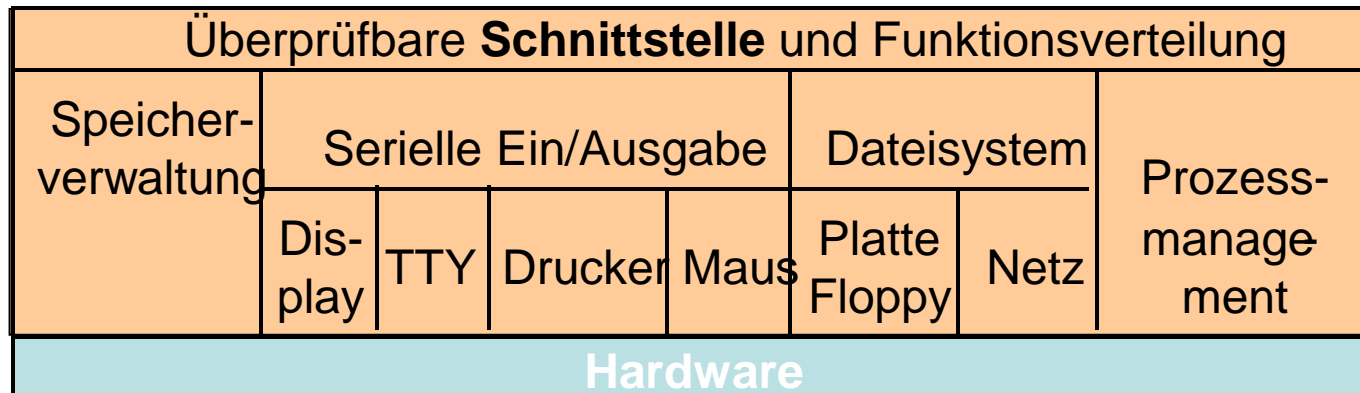 Überprüfbare Schnittstelle und Funktionsverteilung
Speicher-
verwaltung
Serielle Ein/Ausgabe
Dateisystem
Prozess-
manage-
ment
Dis-
play
TTY
Drucker
Maus
Platte
Floppy
Netz
Hardware